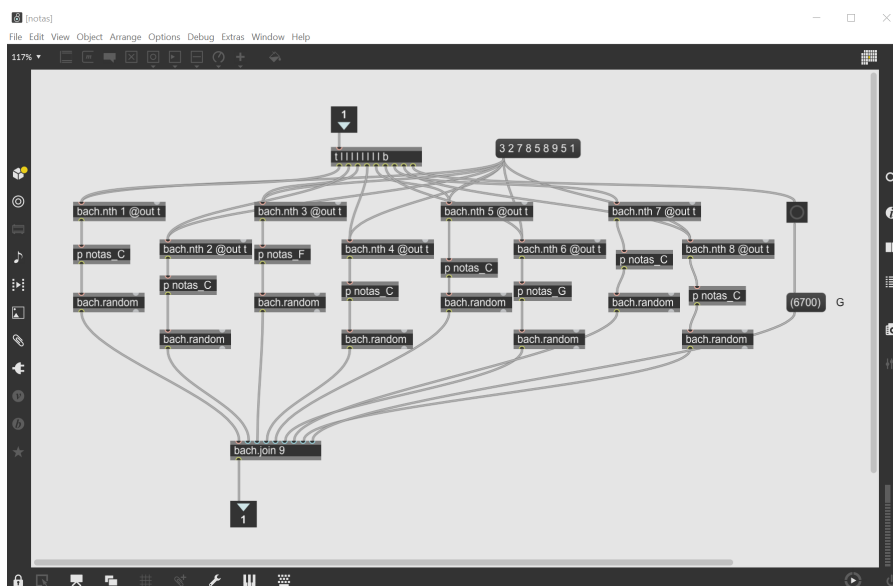 [notas]
File Edit View Object Arrange Options Debug Extras Window Help
117%
1
t l l l l l l l l b
3 2 7 8 5 8 9 5 1
bach.nth 1 @out t
bach.nth 3 @out t
bach.nth 5 @out t
bach.nth 7 @out t
bach.nth 2 @out t
bach.nth 4 @out t
bach.nth 6 @out t
bach.nth 8 @out t
p notas_C
p notas_F
p notas_C
p notas_C
p notas_C
p notas_C
p notas_G
p notas_C
bach.random
bach.random
bach.random
bach.random
(6700)
G
bach.random
bach.random
bach.random
bach.random
bach.join 9
1